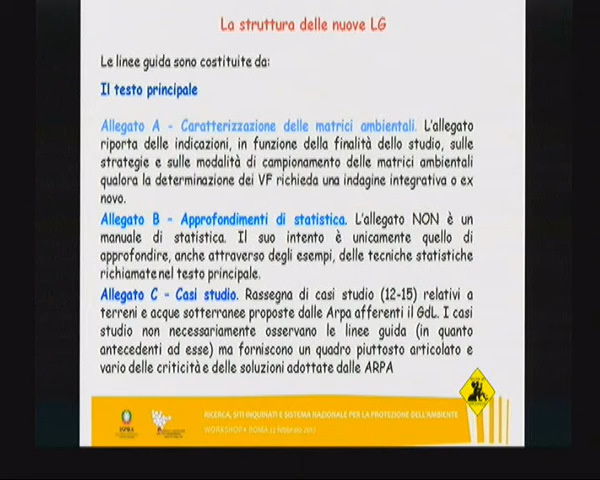 La struttura delle nuove LG
Le linee guida sono costituite da:
Il testo principale
Allegato A – Caratterizzazione delle matrici ambientali. L'allegato
riporta delle indicazioni, in funzione della finalità dello studio, sulle
strategie e sulle modalità di campionamento delle matrici ambientali
qualora la determinazione dei VF richieda una indagine integrativa o ex
novo.
Allegato B – Approfondimenti di statistica. L'allegato NON è un
manuale di statistica. Il suo intento è unicamente quello di
approfondire, anche attraverso degli esempi, delle tecniche statistiche
richiamate nel testo principale.
Allegato C – Casi studio. Rassegna di casi studio (12-15) relativi a
terreni e acque sotterranee proposte dalle Arpa afferenti il GdL. I casi
studio non necessariamente osservano le linee guida (in quanto
antecedenti ad esse) ma forniscono un quadro piuttosto articolato e
vario delle criticità e delle soluzioni adottate dalle ARPA
RICERCA, SITI INQUINATI E SISTEMA NAZIONALE PER LA PROTEZIONE DELL'AMBIENTE
WORKSHOP • ROMA 22 febbraio
ISPRA